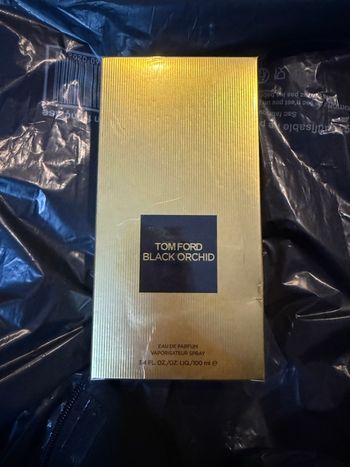 TOM FORD
BLACK ORCHID
EAU DE PARFUM
VAPORISATEUR SPRAY
3.4 FL. OZ./OZ. LIQ./100 ml ℮